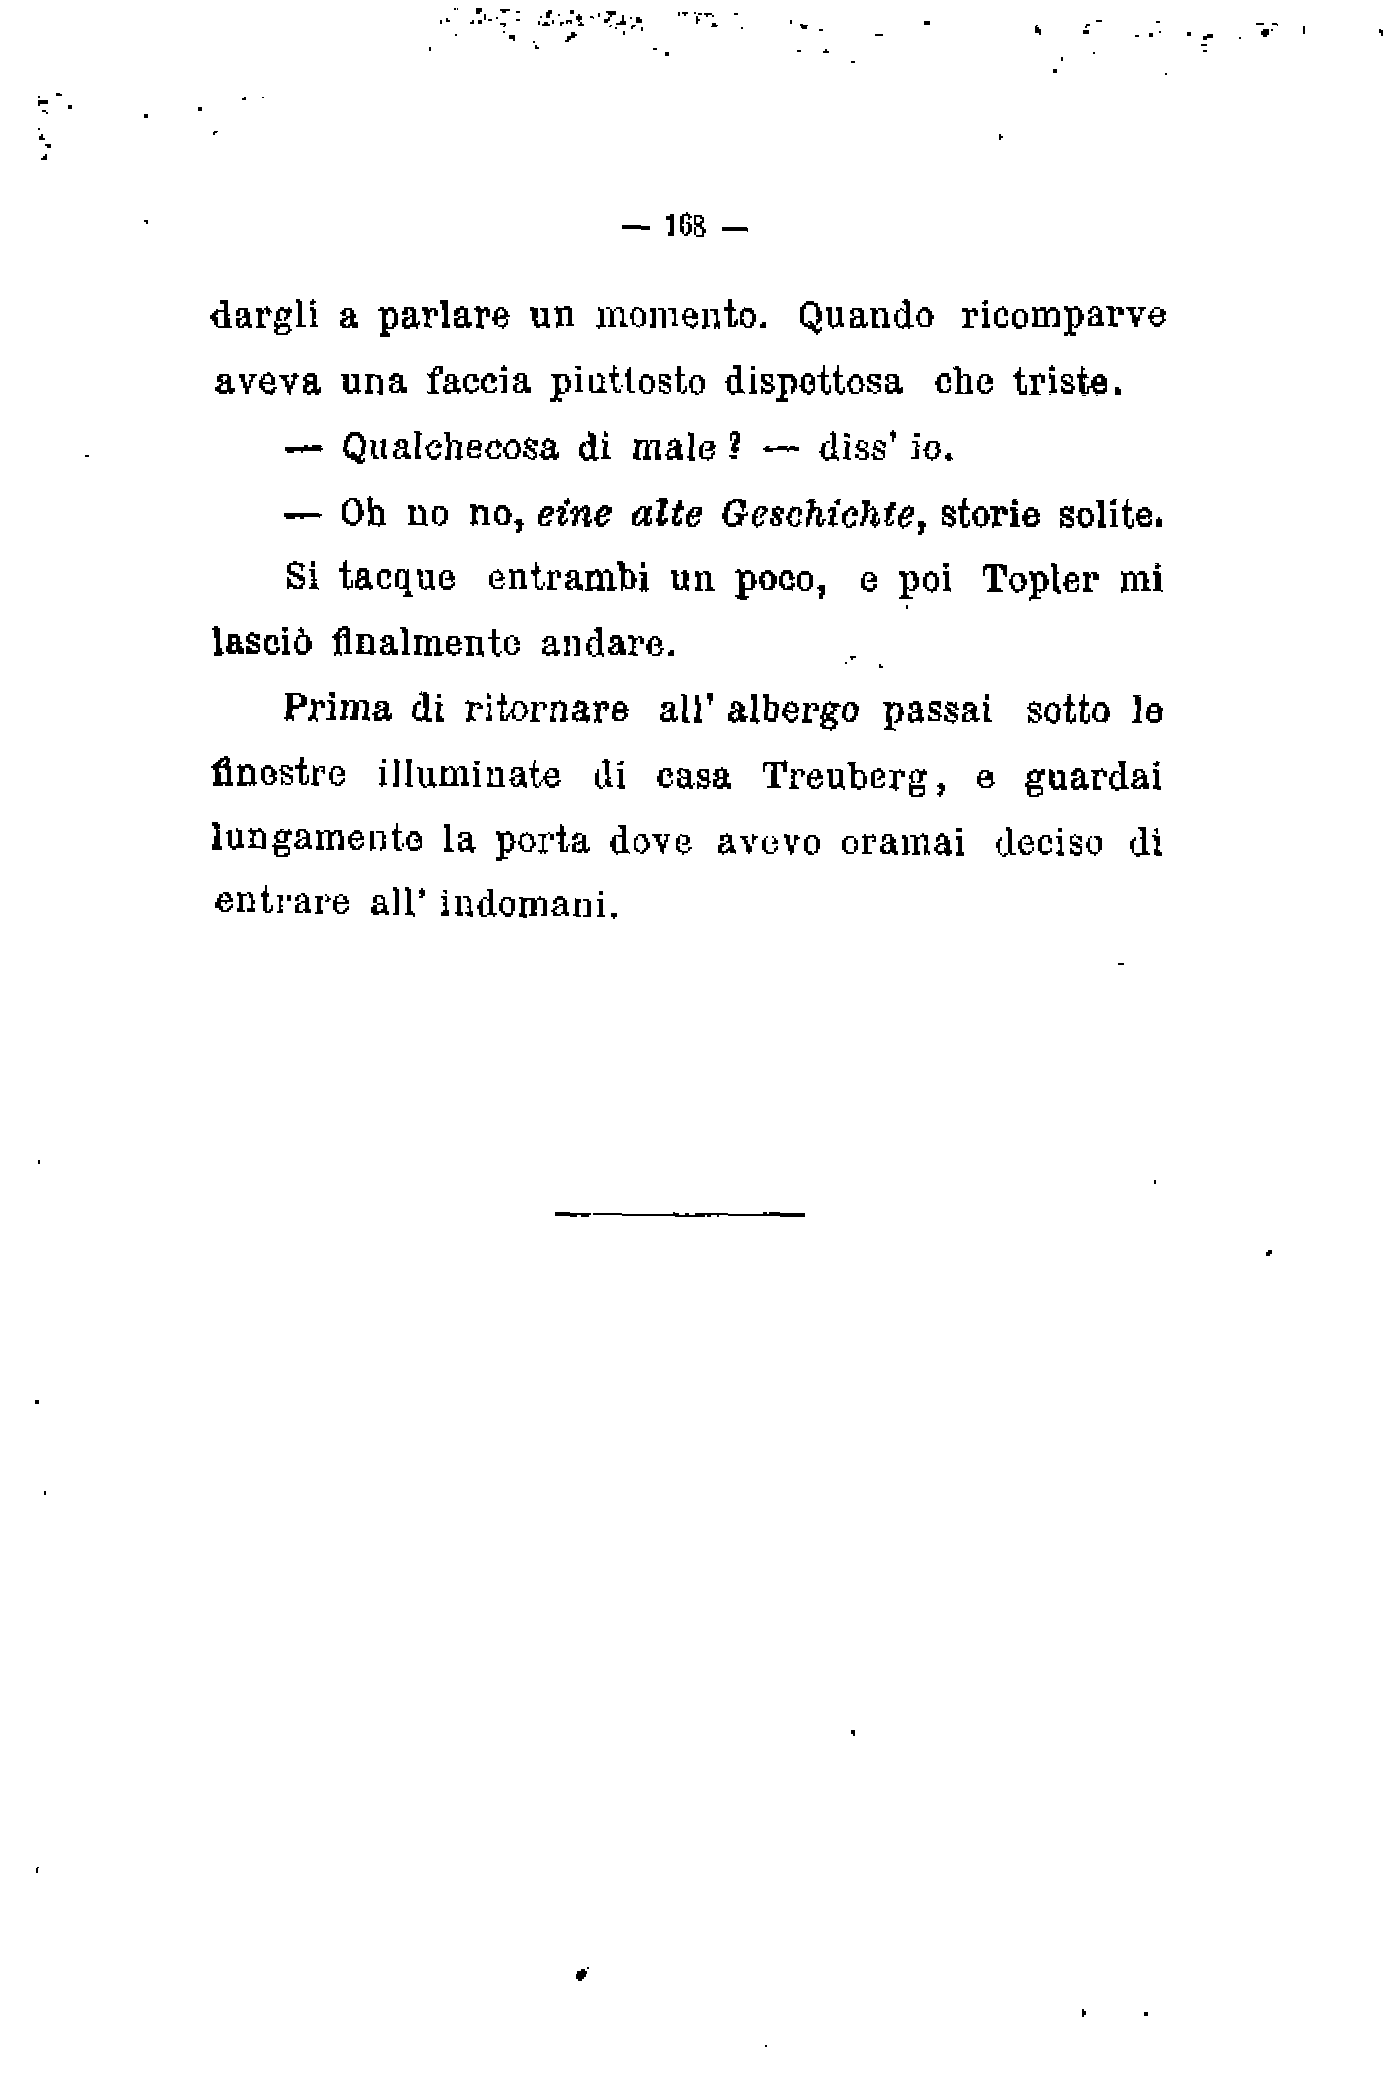 — 168 —
dargli a parlare un momento. Quando ricomparve
aveva una faccia piuttosto dispettosa che triste.
— Qualchecosa di male? — diss' io.
— Oh no no, eine alte Geschichte, storie solite.
Si tacque entrambi un poco, e poi Topler mi
lasciò finalmente andare.
Prima di ritornare all' albergo passai sotto le
finestre illuminate di casa Treuberg, e guardai
lungamente la porta dove avevo oramai deciso di
entrare all' indomani.